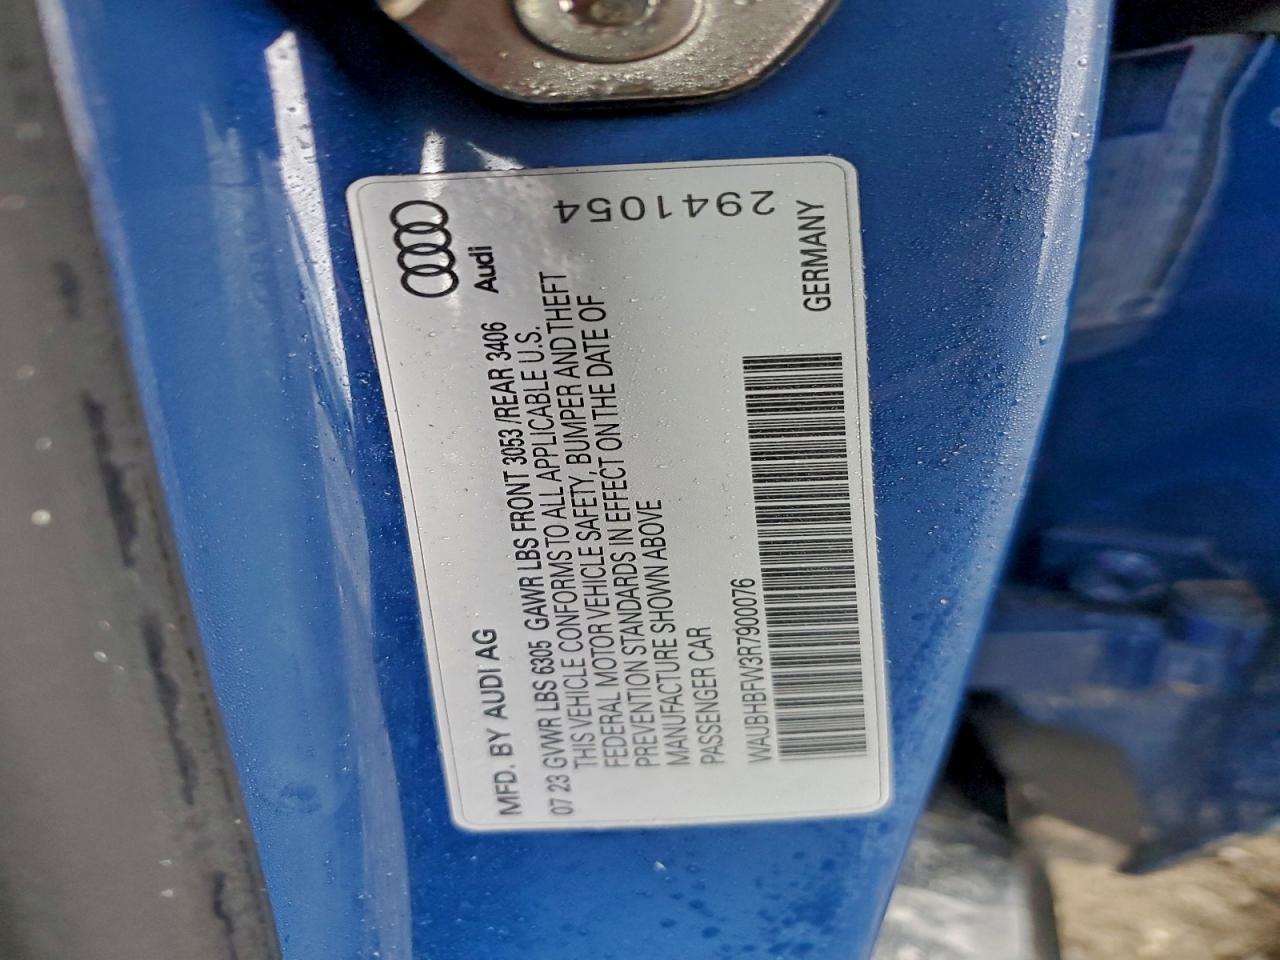 MFD. BY AUDI AG
Audi
07 23 GVWR LBS 6305 GAWR LBS FRONT 3053 /REAR 3406
THIS VEHICLE CONFORMS TO ALL APPLICABLE U.S.
FEDERAL MOTOR VEHICLE SAFETY, BUMPER AND THEFT
PREVENTION STANDARDS IN EFFECT ON THE DATE OF
MANUFACTURE SHOWN ABOVE
PASSENGER CAR
WAUBHBFW3R7900076
GERMANY
2941054